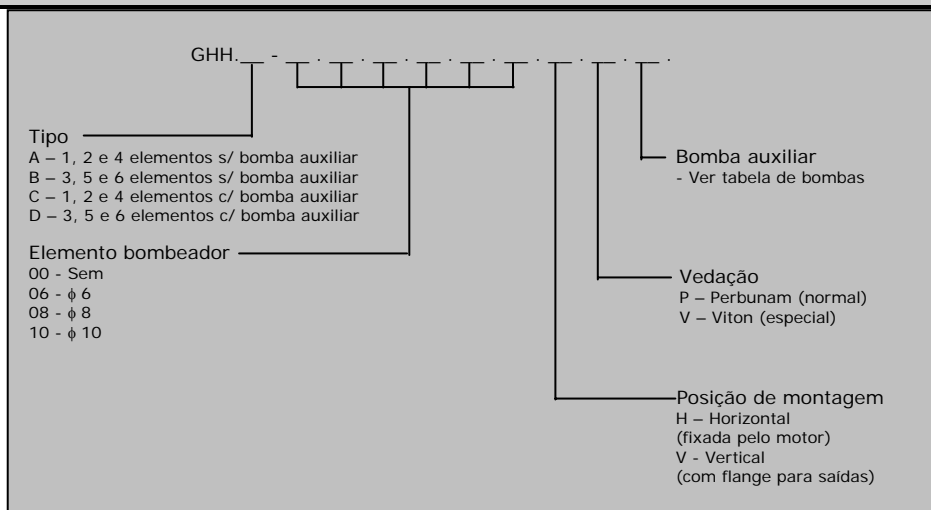 GHH.__ - __ . __ . __ . __ . __ . __ . __ . __ . __ .
Tipo
A – 1, 2 e 4 elementos s/ bomba auxiliar
B – 3, 5 e 6 elementos s/ bomba auxiliar
C – 1, 2 e 4 elementos c/ bomba auxiliar
D – 3, 5 e 6 elementos c/ bomba auxiliar
Elemento bombeador
00 - Sem
06 - ϕ 6
08 - ϕ 8
10 - ϕ 10
Bomba auxiliar
- Ver tabela de bombas
Vedação
P – Perbunam (normal)
V – Viton (especial)
Posição de montagem
H – Horizontal
(fixada pelo motor)
V - Vertical
(com flange para saídas)